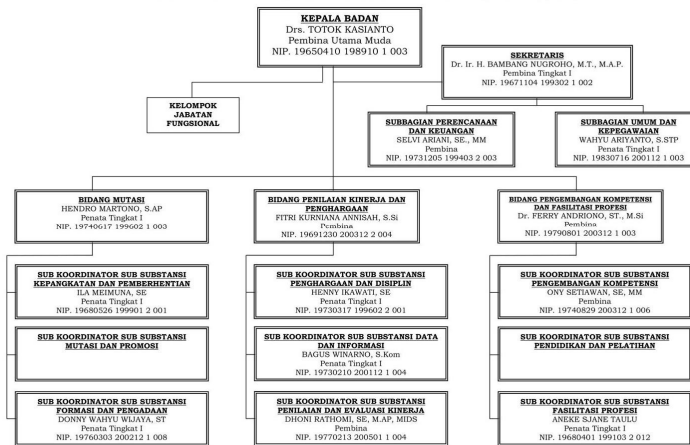 KEPALA BADAN
Drs. TOTOK KASIANTO
Pembina Utama Muda
NIP. 19650410 198910 1 003
SEKRETARIS
Dr. Ir. H. BAMBANG NUGROHO, M.T., M.A.P.
Pembina Tingkat I
NIP. 19671104 199302 1 002
KELOMPOK
JABATAN
FUNGSIONAL
SUBBAGIAN PERENCANAAN
DAN KEUANGAN
SELVI ARIANI, SE., MM
Pembina
NIP. 19731205 199403 2 003
SUBBAGIAN UMUM DAN
KEPEGAWAIAN
WAHYU ARIYANTO, S.STP
Penata Tingkat I
NIP. 19830716 200112 1 003
BIDANG MUTASI
HENDRO MARTONO, S.AP
Penata Tingkat I
NIP. 19740617 199602 1 003
BIDANG PENILAIAN KINERJA DAN
PENGHARGAAN
FITRI KURNIANA ANNISAH, S.Si
Pembina
NIP. 19691230 200312 2 004
BIDANG PENGEMBANGAN KOMPETENSI
DAN FASILITASI PROFESI
Dr. FERRY ANDRIONO, ST., M.Si
Pembina
NIP. 19790801 200312 1 003
SUB KOORDINATOR SUB SUBSTANSI
KEPANGKATAN DAN PEMBERHENTIAN
ILA MEIMUNA, SE
Penata Tingkat I
NIP. 19680526 199901 2 001
SUB KOORDINATOR SUB SUBSTANSI
PENGHARGAAN DAN DISIPLIN
HENNY IKAWATI, SE
Penata Tingkat I
NIP. 19730317 199602 2 001
SUB KOORDINATOR SUB SUBSTANSI
PENGEMBANGAN KOMPETENSI
ONY SETIAWAN, SE, MM
Pembina
NIP. 19740829 200312 1 006
SUB KOORDINATOR SUB SUBSTANSI
MUTASI DAN PROMOSI
SUB KOORDINATOR SUB SUBSTANSI DATA
DAN INFORMASI
BAGUS WINARNO, S.Kom
Penata Tingkat I
NIP. 19730210 200112 1 004
SUB KOORDINATOR SUB SUBSTANSI
PENDIDIKAN DAN PELATIHAN
SUB KOORDINATOR SUB SUBSTANSI
FORMASI DAN PENGADAAN
DONNY WAHYU WIJAYA, ST
Penata Tingkat I
NIP. 19760303 200212 1 008
SUB KOORDINATOR SUB SUBSTANSI
PENILAIAN DAN EVALUASI KINERJA
DHONI RATHOMI, SE, M.AP, MIDS
Pembina
NIP. 19770213 200501 1 004
SUB KOORDINATOR SUB SUBSTANSI
FASILITASI PROFESI
ANEKE SJANE TAULU
Penata Tingkat I
NIP. 19680401 199103 2 012